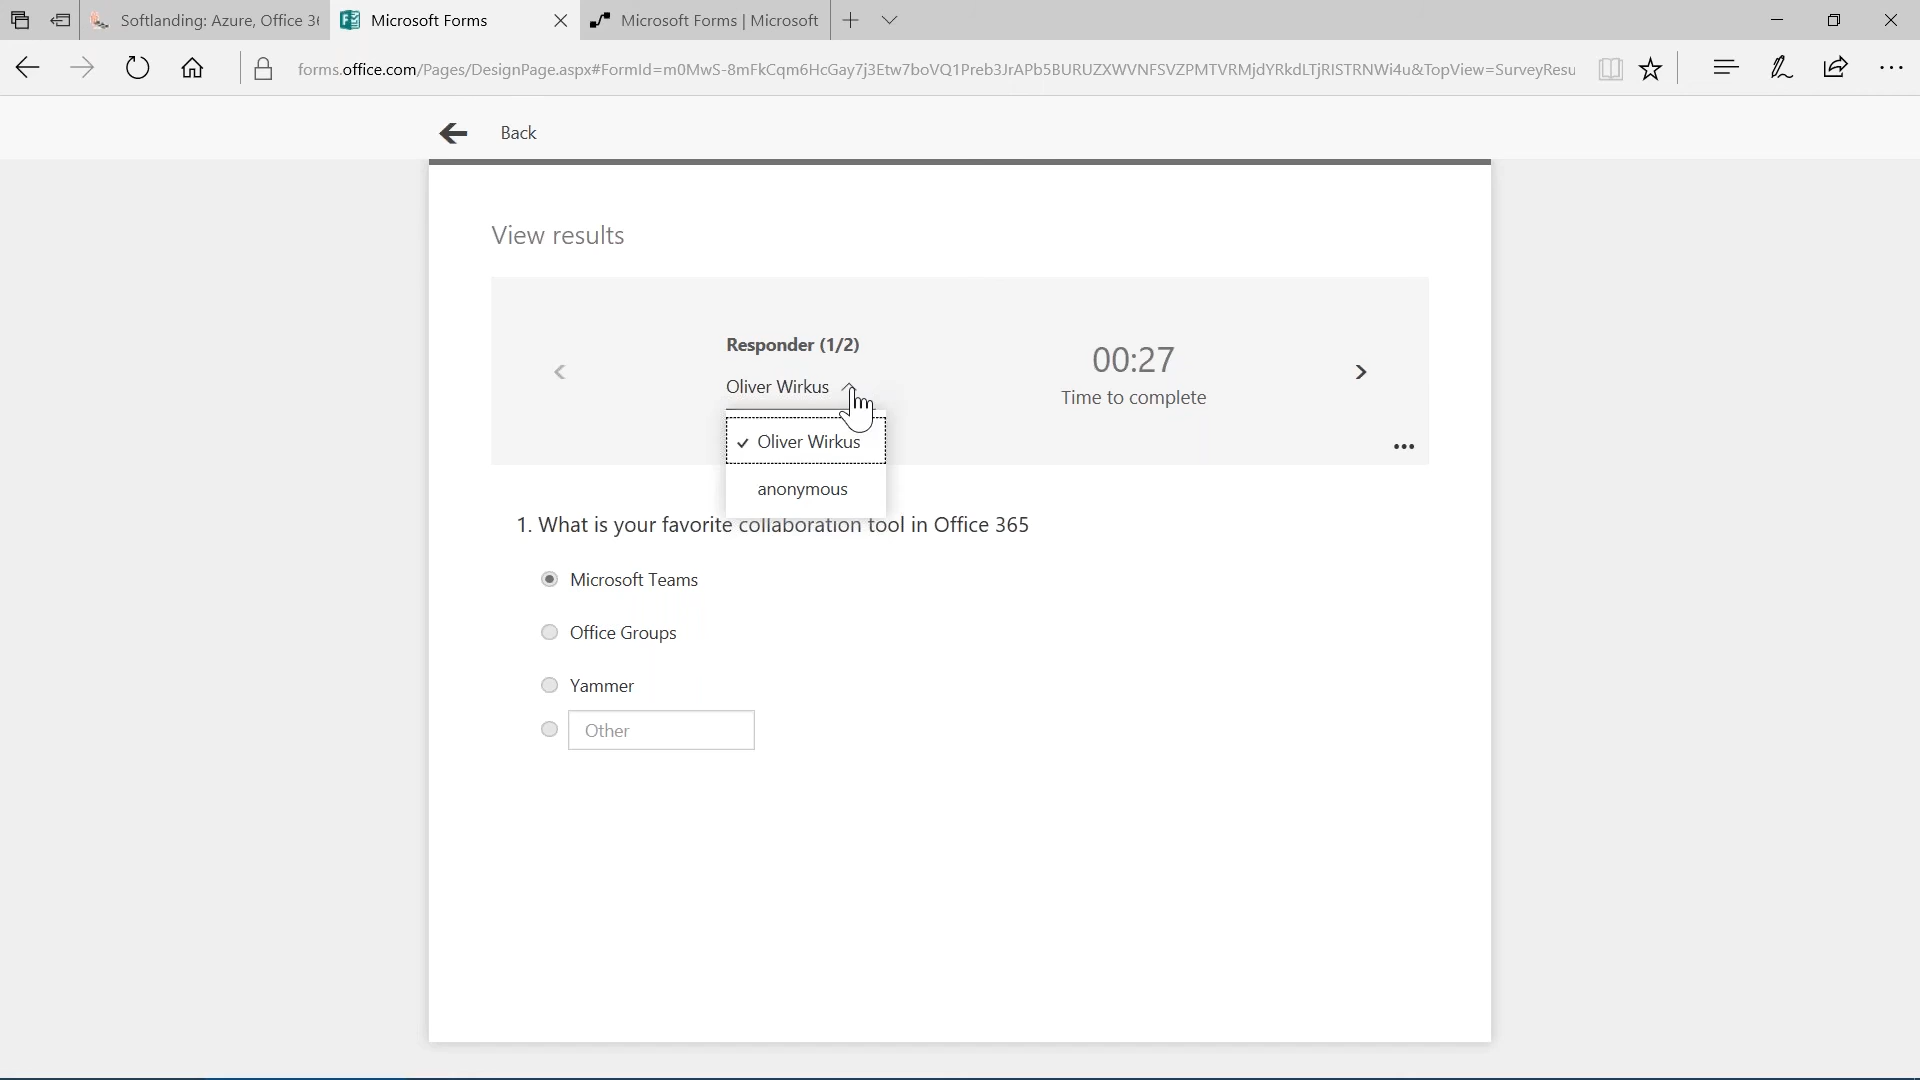 Softlanding: Azure, Office 36
Microsoft Forms
Microsoft Forms | Microsoft
forms.office.com/Pages/DesignPage.aspx#FormId=m0MwS-8mFkCqm6HcGay7j3Etw7boVQ1Preb3JrAPb5BURUZXWVNFSVZPMTVRMjdYRkdLTjRISTRNWi4u&TopView=SurveyResu
Back
View results
Responder (1/2)
Oliver Wirkus
00:27
Time to complete
Oliver Wirkus
anonymous
1. What is your favorite collaboration tool in Office 365
Microsoft Teams
Office Groups
Yammer
Other